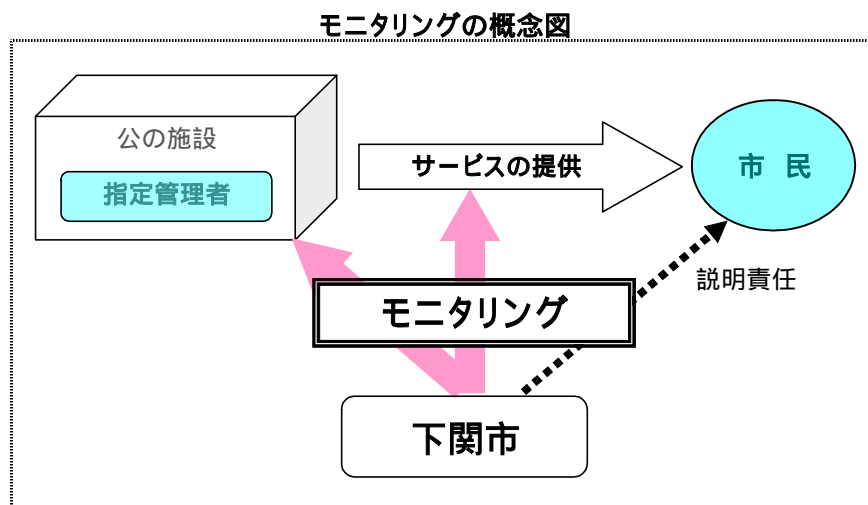 モニタリングの概念図
公の施設
指定管理者
サービスの提供
市 民
説明責任
モニタリング
下関市